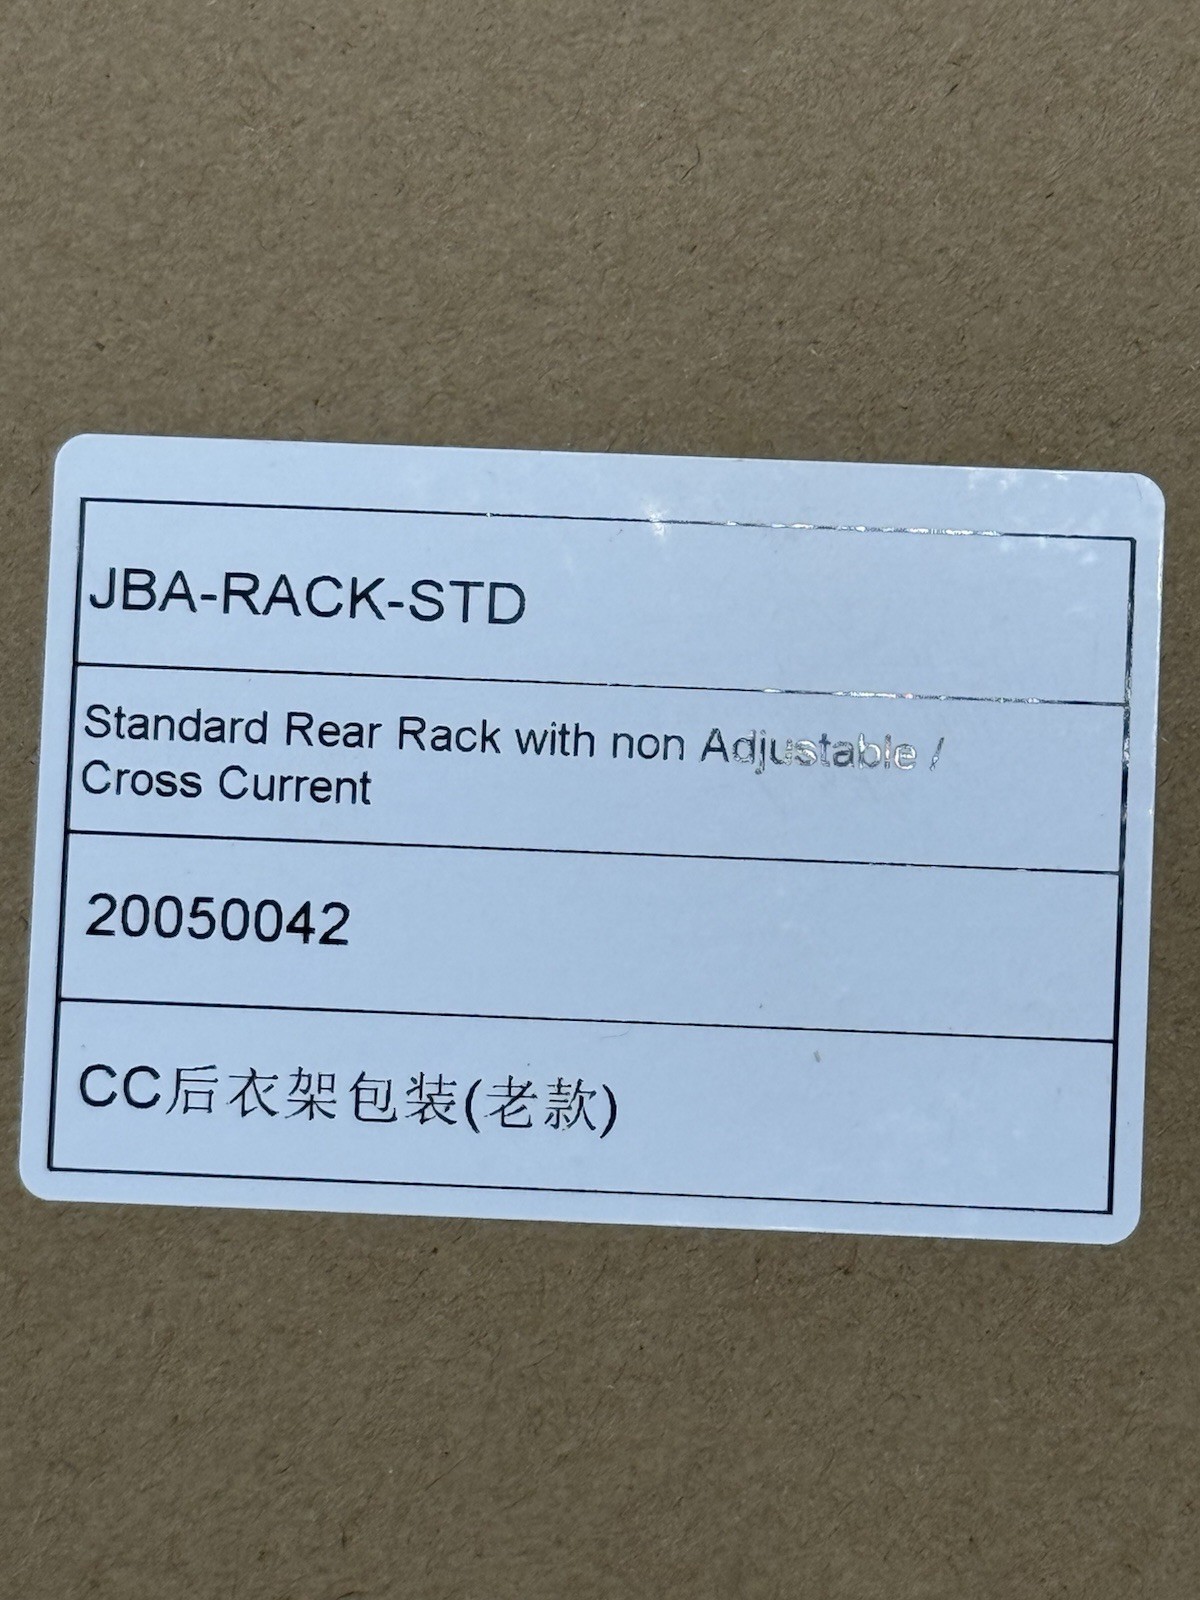 JBA-RACK-STD
Standard Rear Rack with non Adjustable /
Cross Current
20050042
CC后衣架包装(老款)